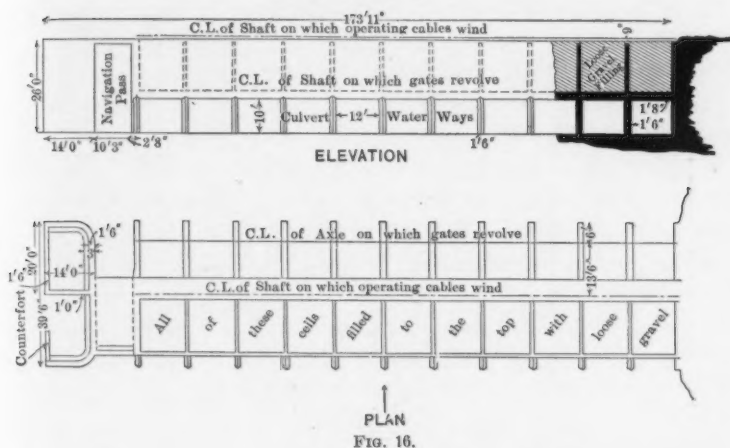 173'11"
C.L. of Shaft on which operating cables wind
26'0"
Navigation Pass
C.L. of Shaft on which gates revolve
Loose Gravel Filling
10'
Culvert
12'
Water Ways
1'8"
1'6"
14'0"
10'3"
2'8"
1'6"
ELEVATION
1'6"
C.L. of Axle on which gates revolve
20'0"
14'0"
1'6"
C.L. of Shaft on which operating cables wind
13'6"
1'0"
30'6"
Counterfort
All of these cells filled to the top with loose gravel
PLAN
FIG. 16.